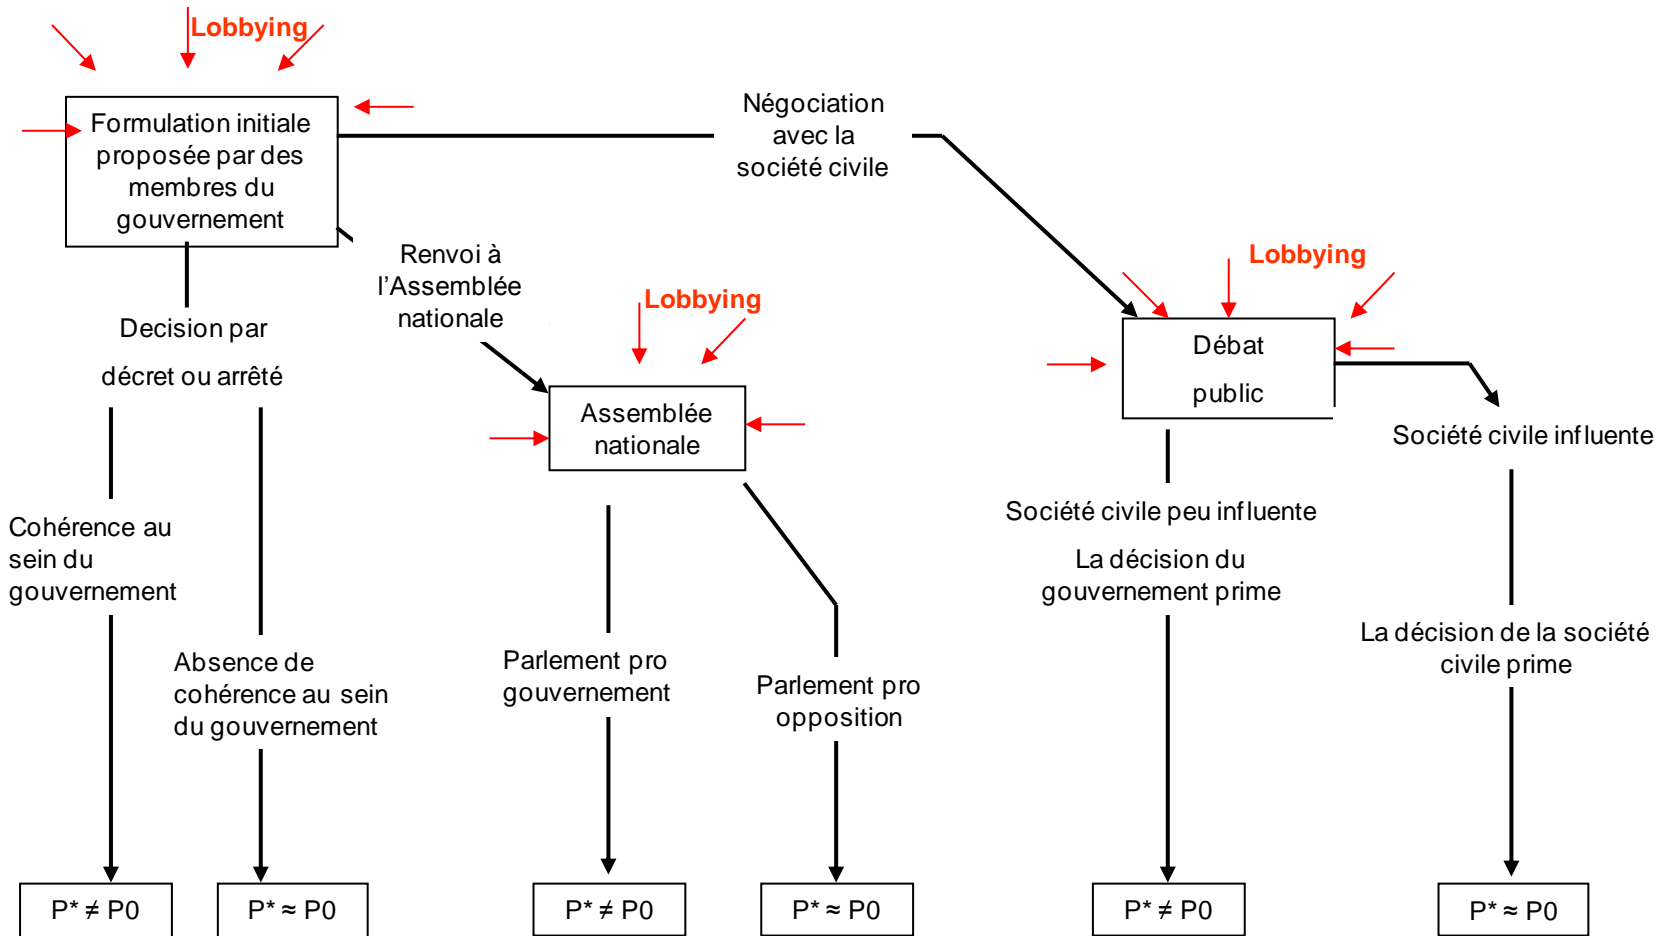 Lobbying
Formulation initiale
proposée par des
membres du
gouvernement
Négociation
avec la
société civile
Renvoi à
l'Assemblée
nationale
Lobbying
Lobbying
Decision par
décret ou arrêté
Assemblée
nationale
Débat
public
Société civile influente
Cohérence au
sein du
gouvernement
Absence de
cohérence au sein
du gouvernement
Parlement pro
gouvernement
Parlement pro
opposition
Société civile peu influente
La décision du
gouvernement prime
La décision de la société
civile prime
P* ≠ P0
P* ≈ P0
P* ≠ P0
P* ≈ P0
P* ≠ P0
P* ≈ P0